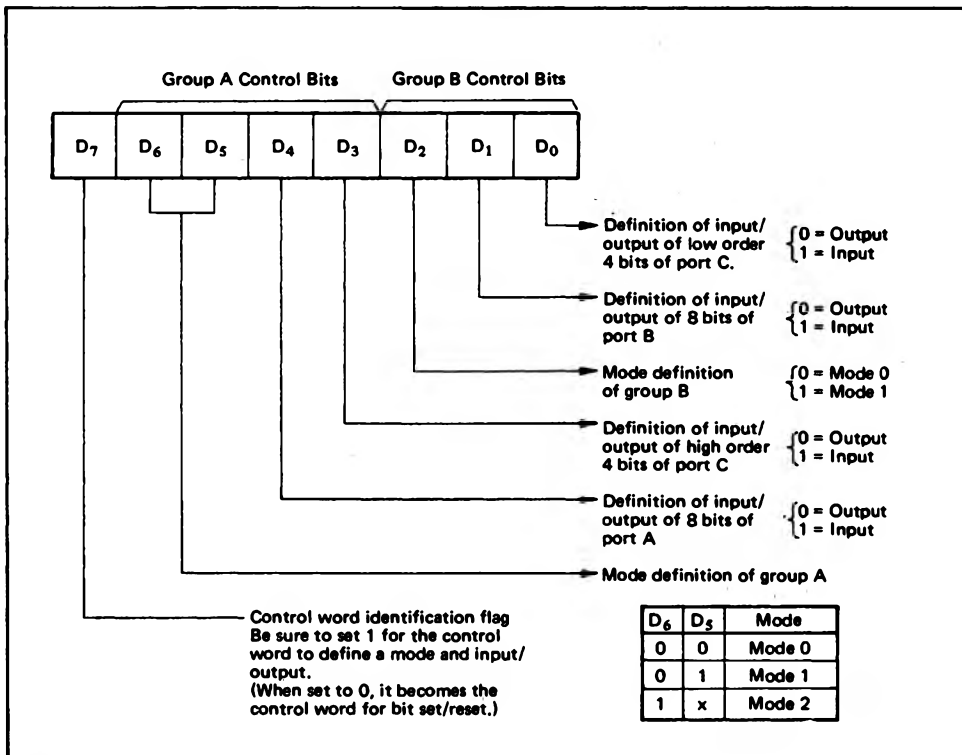 Group A Control Bits Group B Control Bits
D7 D6 D5 D4 D3 D2 D1 D0
Definition of input/
output of low order
4 bits of port C.
0 = Output
1 = Input
Definition of input/
output of 8 bits of
port B
0 = Output
1 = Input
Mode definition
of group B
0 = Mode 0
1 = Mode 1
Definition of input/
output of high order
4 bits of port C
0 = Output
1 = Input
Definition of input/
output of 8 bits of
port A
0 = Output
1 = Input
Mode definition of group A
Control word identification flag
Be sure to set 1 for the control
word to define a mode and input/
output.
(When set to 0, it becomes the
control word for bit set/reset.)
D6 D5 Mode
0 0 Mode 0
0 1 Mode 1
1 x Mode 2